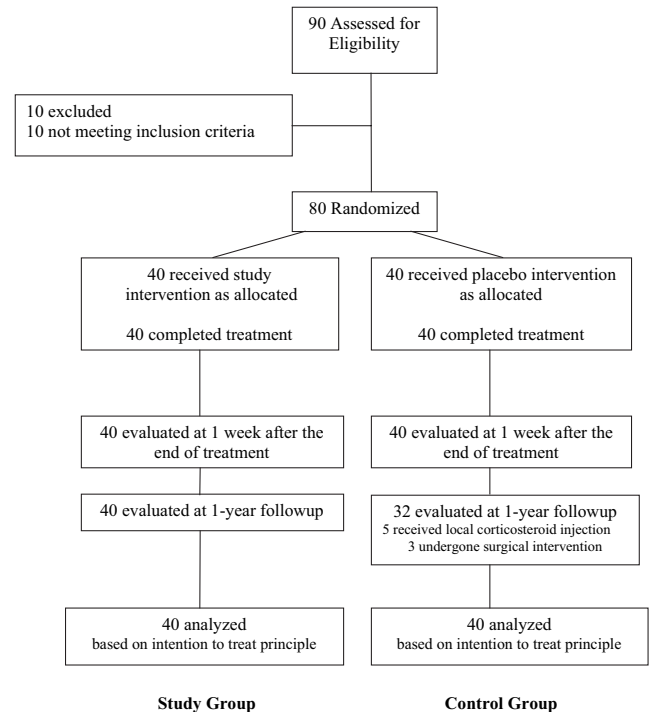 90 Assessed for
Eligibility
10 excluded
10 not meeting inclusion criteria
80 Randomized
40 received study
intervention as allocated
40 completed treatment
40 received placebo intervention
as allocated
40 completed treatment
40 evaluated at 1 week after the
end of treatment
40 evaluated at 1 week after the
end of treatment
40 evaluated at 1-year followup
32 evaluated at 1-year followup
5 received local corticosteroid injection
3 undergone surgical intervention
40 analyzed
based on intention to treat principle
40 analyzed
based on intention to treat principle
Study Group
Control Group